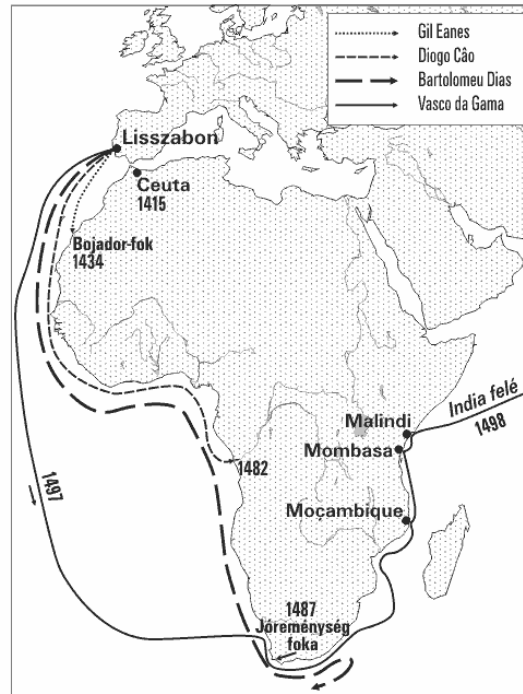 Gil Eanes
Diogo Câo
Bartolomeu Dias
Vasco da Gama
Lisszabon
Ceuta
1415
Bojador-fok
1434
India felé
1498
Malindi
Mombasa
1482
1497
Moçambique
1487
Jóreménység
foka